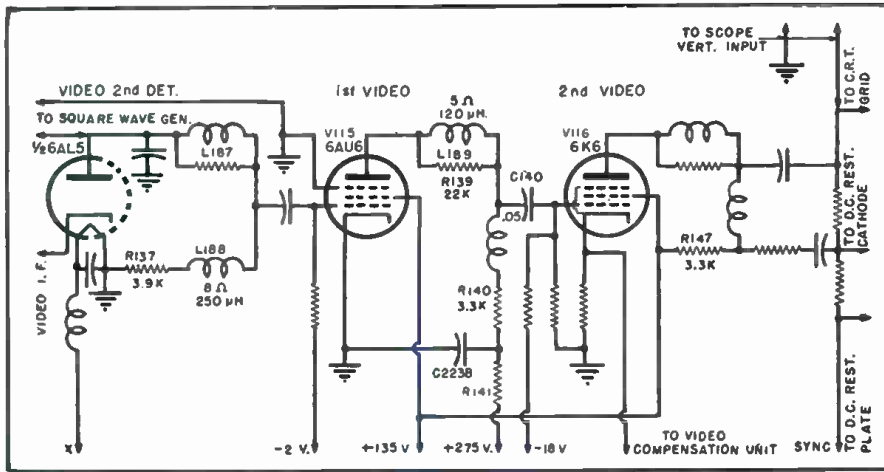 VIDEO 2nd DET.
TO SQUARE WAVE GEN.
½6AL5
L187
VIDEO I.F.
R137
3.9K
L188
8Ω
250 µH
X
1st VIDEO
V115
6AU6
5Ω
120 µH.
L189
R139
22K
C140
.05
R140
3.3K
C2238
R141
-2 V.
+135 V
+275 V.
-18 V
2nd VIDEO
V116
6K6
R147
3.3K
TO VIDEO
COMPENSATION UNIT
TO SCOPE
VERT. INPUT
TO C.R.T.
GRID
TO D.C. REST.
CATHODE
TO D.C. REST.
PLATE
SYNC